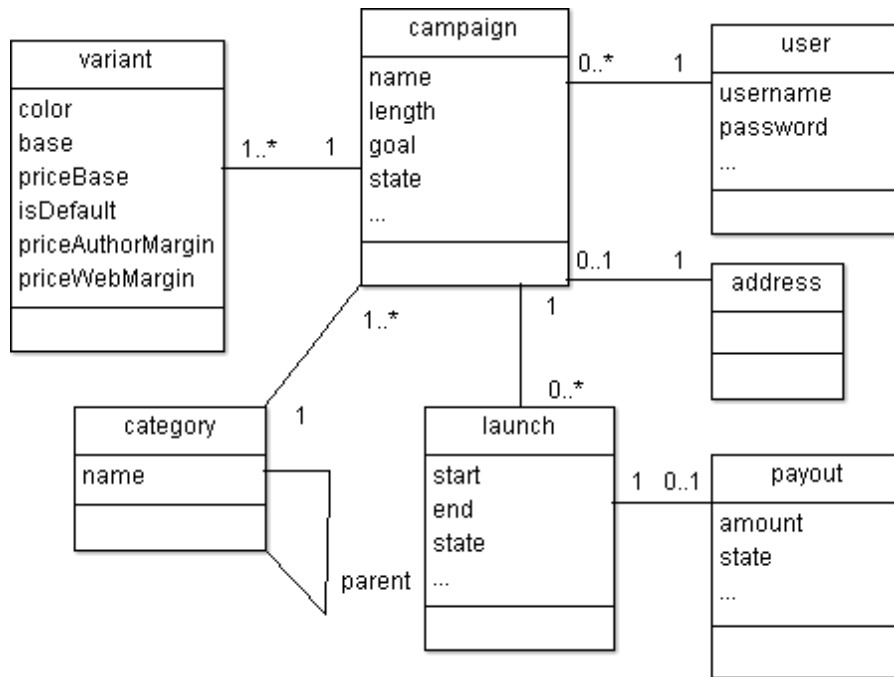 variant
color
base
priceBase
isDefault
priceAuthorMargin
priceWebMargin
1..*
1
campaign
name
length
goal
state
...
0..*
1
user
username
password
...
0..1
1
address
1..*
1
category
name
parent
1
0..*
launch
start
end
state
...
1
0..1
payout
amount
state
...